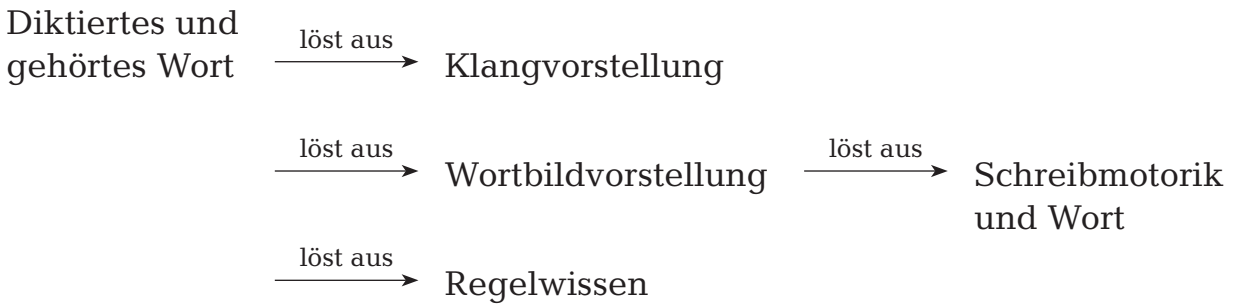 Diktiertes und
gehörtes Wort
löst aus
Klangvorstellung
löst aus
Wortbildvorstellung
löst aus
Schreibmotorik
und Wort
löst aus
Regelwissen